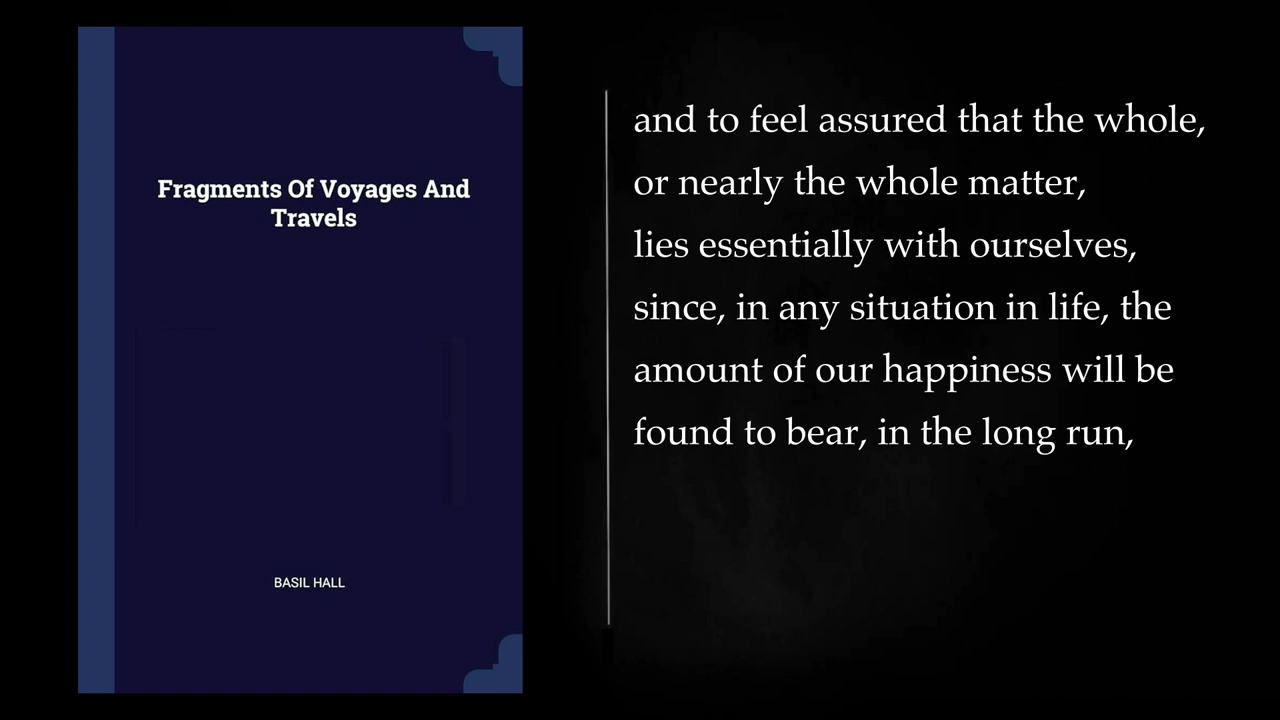 Fragments Of Voyages And
Travels
BASIL HALL
and to feel assured that the whole,
or nearly the whole matter,
lies essentially with ourselves,
since, in any situation in life, the
amount of our happiness will be
found to bear, in the long run,